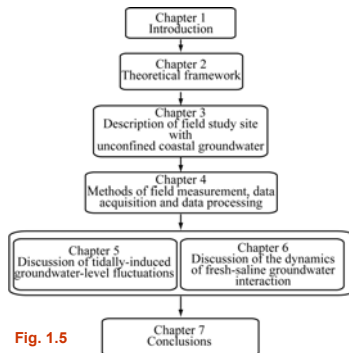 Chapter 1
Introduction
Chapter 2
Theoretical framework
Chapter 3
Description of field study site
with
unconfined coastal groundwater
Chapter 4
Methods of field measurement, data
acquisition and data processing
Chapter 5
Discussion of tidally-induced
groundwater-level fluctuations
Chapter 6
Discussion of the dynamics
of fresh-saline groundwater
interaction
Chapter 7
Conclusions
Fig. 1.5